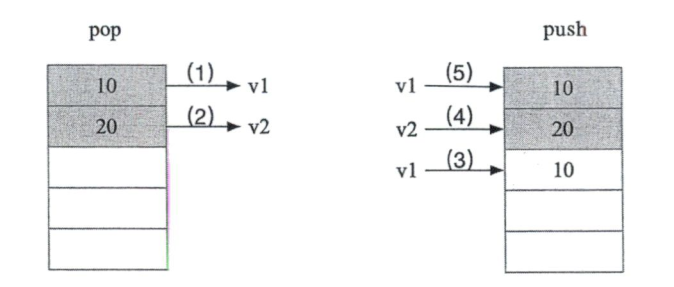 pop push
10 (1) v1 v1 (5) 10
20 (2) v2 v2 (4) 20
v1 (3) 10